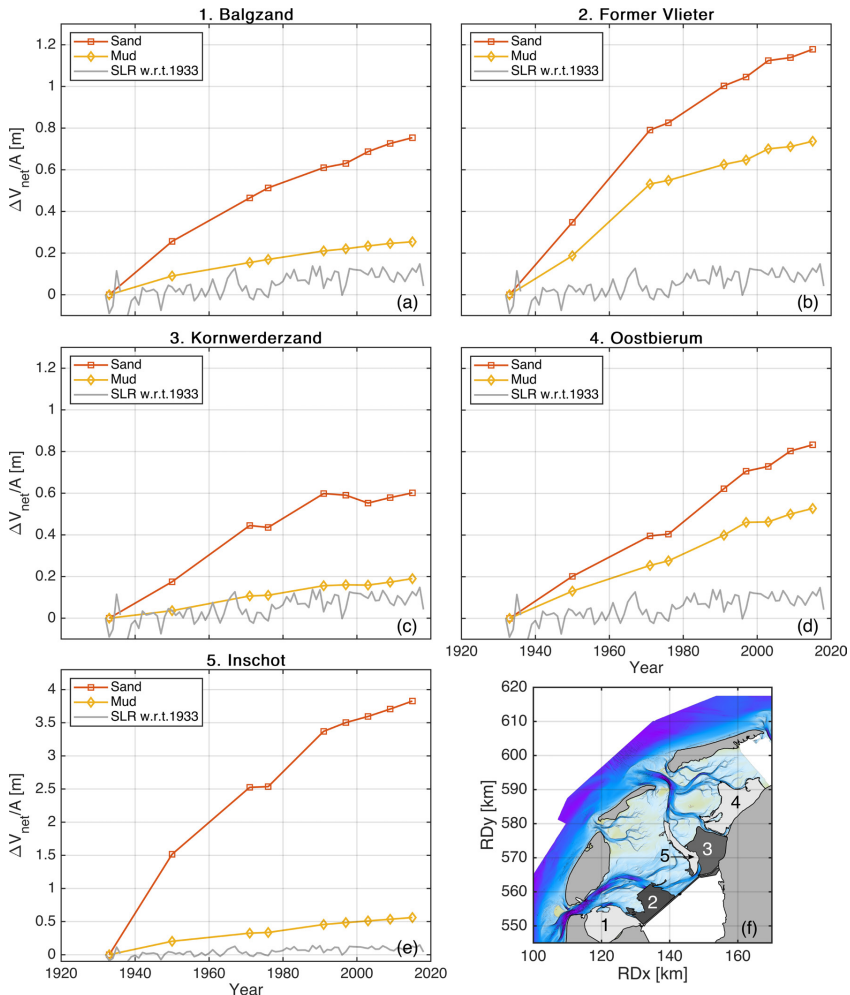 1. Balgzand
1.2
1
0.8
0.6
0.4
0.2
0
ΔV_net/A [m]
Sand
Mud
SLR w.r.t.1933
(a)
2. Former Vlieter
Sand
Mud
SLR w.r.t.1933
(b)
3. Kornwerderzand
1.2
1
0.8
0.6
0.4
0.2
0
ΔV_net/A [m]
Sand
Mud
SLR w.r.t.1933
(c)
4. Oostbierum
Sand
Mud
SLR w.r.t.1933
(d)
1920 1940 1960 1980 2000 2020
Year
5. Inschot
4
3.5
3
2.5
2
1.5
1
0.5
0
ΔV_net/A [m]
Sand
Mud
SLR w.r.t.1933
(e)
1920 1940 1960 1980 2000 2020
Year
620
610
600
590
580
570
560
550
RDy [km]
4
3
5
2
1
(f)
100 120 140 160
RDx [km]